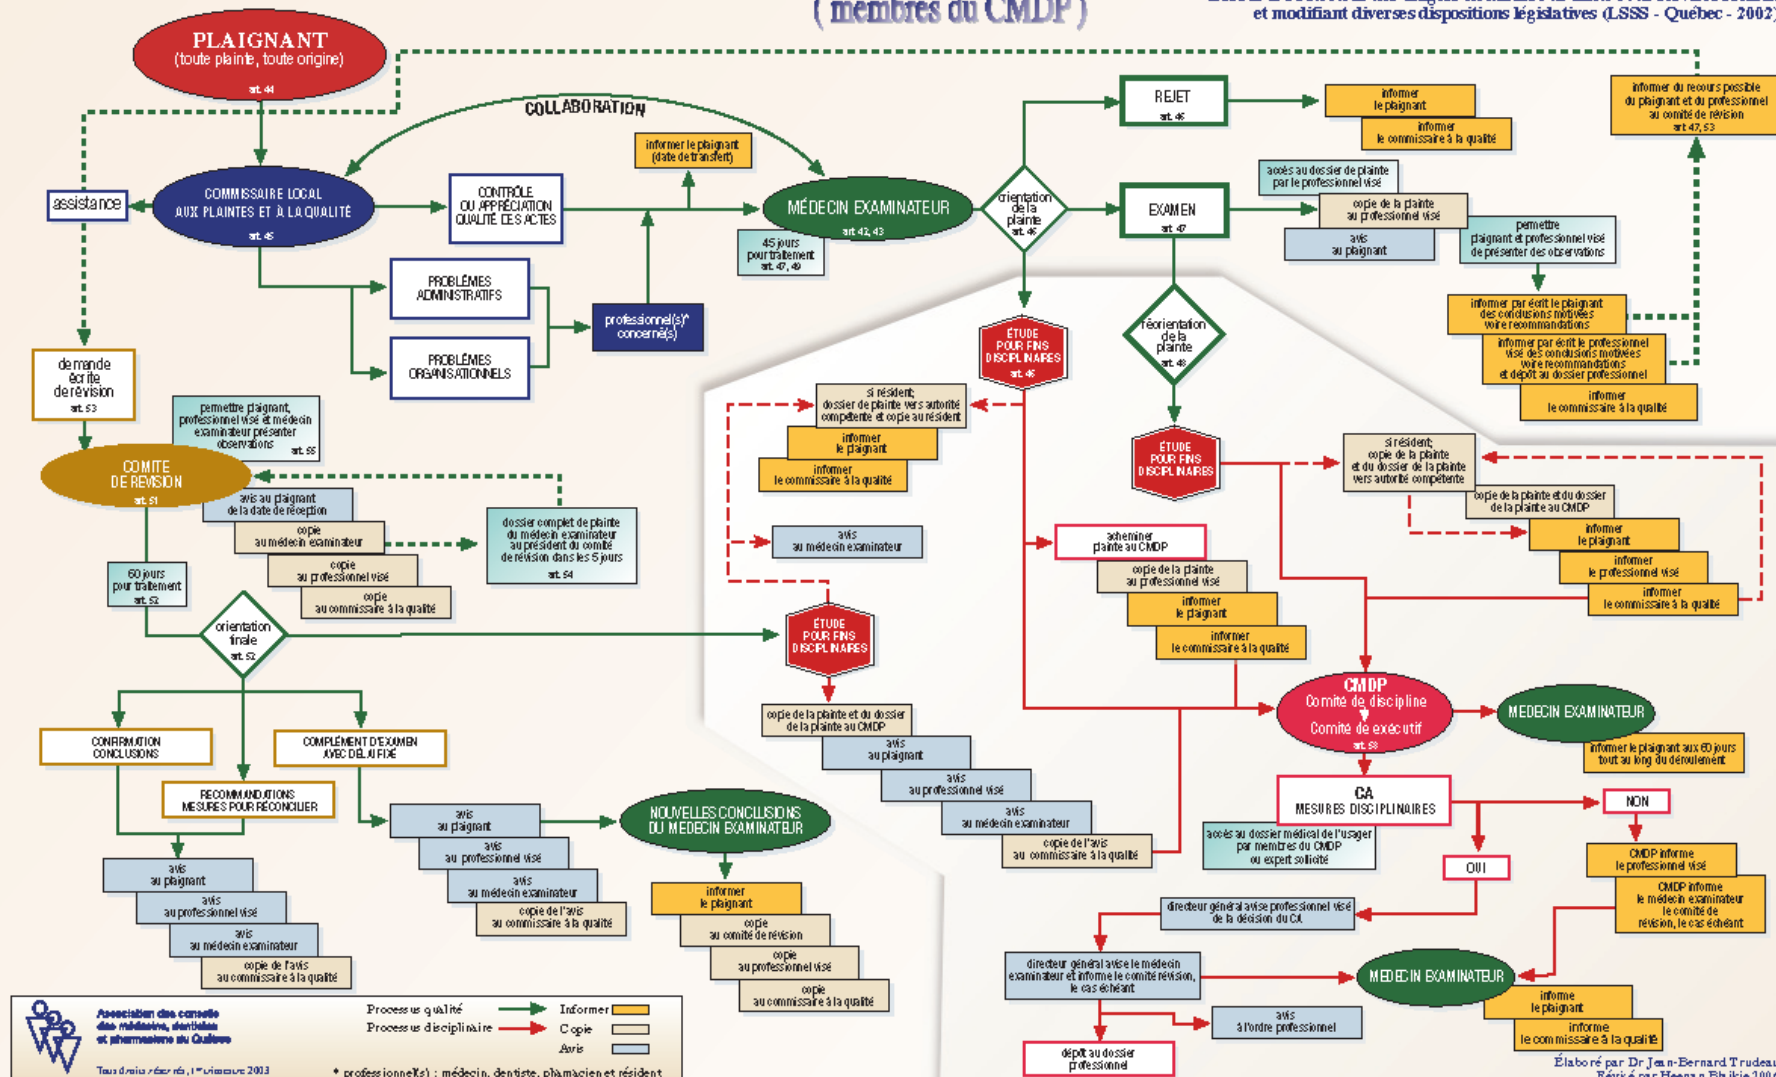 ( membres du CMDP )
et modifiant diverses dispositions législatives (LSSS - Québec - 2002)
PLAIGNANT
(toute plainte, toute origine)
art. 44
COLLABORATION
COMMISSAIRE LOCAL
AUX PLAINTES ET À LA QUALITÉ
art. 45
assistance
CONTRÔLE
OU APPRÉCIATION
QUALITÉ DES ACTES
informer le plaignant
(date de transfert)
MÉDECIN EXAMINATEUR
art 42, 43
45 jours
pour traitement
art. 47, 49
PROBLÈMES
ADMINISTRATIFS
PROBLÈMES
ORGANISATIONNELS
professionnel(s)*
concerné(s)
orientation
de la
plainte
art. 46
REJET
art. 46
informer
le plaignant
informer
le commissaire à la qualité
informer du recours possible
du plaignant et du professionnel
au comité de révision
art 47, 53
EXAMEN
art. 47
accès au dossier de plainte
par le professionnel visé
copie de la plainte
au professionnel visé
avis
au plaignant
permettre
plaignant et professionnel visé
de présenter des observations
informer par écrit le plaignant
des conclusions motivées
voire recommandations
informer par écrit le professionnel
visé des conclusions motivées
voire recommandations
et dépôt au dossier professionnel
informer
le commissaire à la qualité
réorientation
de la
plainte
art. 48
ÉTUDE
POUR FINS
DISCIPLINAIRES
art. 46
demande
écrite
de révision
art. 53
permettre plaignant,
professionnel visé et médecin
examinateur présenter
observations
art. 55
COMITE
DE REVISION
art. 51
avis au plaignant
de la date de réception
copie
au médecin examinateur
copie
au professionnel visé
copie
au commissaire à la qualité
dossier complet de plainte
du médecin examinateur
au président du comité
de révision dans les 5 jours
art. 54
60 jours
pour traitement
art. 52
orientation
finale
art. 52
si résident;
dossier de plainte vers autorité
compétente et copie au résident
informer
le plaignant
informer
le commissaire à la qualité
avis
au médecin examinateur
ÉTUDE
POUR FINS
DISCIPLINAIRES
ÉTUDE
POUR FINS
DISCIPLINAIRES
si résident;
copie de la plainte
et du dossier de la plainte
vers autorité compétente
copie de la plainte et du dossier
de la plainte au CMDP
informer
le plaignant
informer
le professionnel visé
informer
le commissaire à la qualité
acheminer
plainte au CMDP
copie de la plainte
au professionnel visé
informer
le plaignant
informer
le commissaire à la qualité
CMDP
Comité de discipline
Comité de exécutif
art. 58
MEDECIN EXAMINATEUR
informer le plaignant aux 60 jours
tout au long du déroulement
copie de la plainte et du dossier
de la plainte au CMDP
avis
au plaignant
avis
au professionnel visé
avis
au médecin examinateur
copie de l'avis
au commissaire à la qualité
CONFIRMATION
CONCLUSIONS
COMPLÉMENT D'EXAMEN
AVEC DÉLAI FIXÉ
RECOMMANDATIONS
MESURES POUR RÉCONCILIER
avis
au plaignant
avis
au professionnel visé
avis
au médecin examinateur
copie de l'avis
au commissaire à la qualité
avis
au plaignant
avis
au professionnel visé
avis
au médecin examinateur
copie de l'avis
au commissaire à la qualité
NOUVELLES CONCLUSIONS
DU MEDECIN EXAMINATEUR
informer
le plaignant
copie
au comité de révision
copie
au professionnel visé
copie
au commissaire à la qualité
CA
MESURES DISCIPLINAIRES
accès au dossier médical de l'usager
par membres du CMDP
ou expert sollicité
NON
OUI
CMDP informe
le professionnel visé
CMDP informe
le médecin examinateur
le comité de
révision, le cas échéant
directeur général avise professionnel visé
de la décision du CA
directeur général avise le médecin
examinateur et informe le comité révision,
le cas échéant
MEDECIN EXAMINATEUR
informe
le plaignant
informe
le commissaire à la qualité
avis
à l'ordre professionnel
dépôt au dossier
professionnel
Association des conseils
des médecins, dentistes
et pharmaciens du Québec
Tous droits réservés, 1er trimestre 2003
Processus qualité
Processus disciplinaire
Informer
Copie
Avis
* professionnel(s) : médecin, dentiste, pharmacien et résident
Élaboré par Dr Jean-Bernard Trudeau